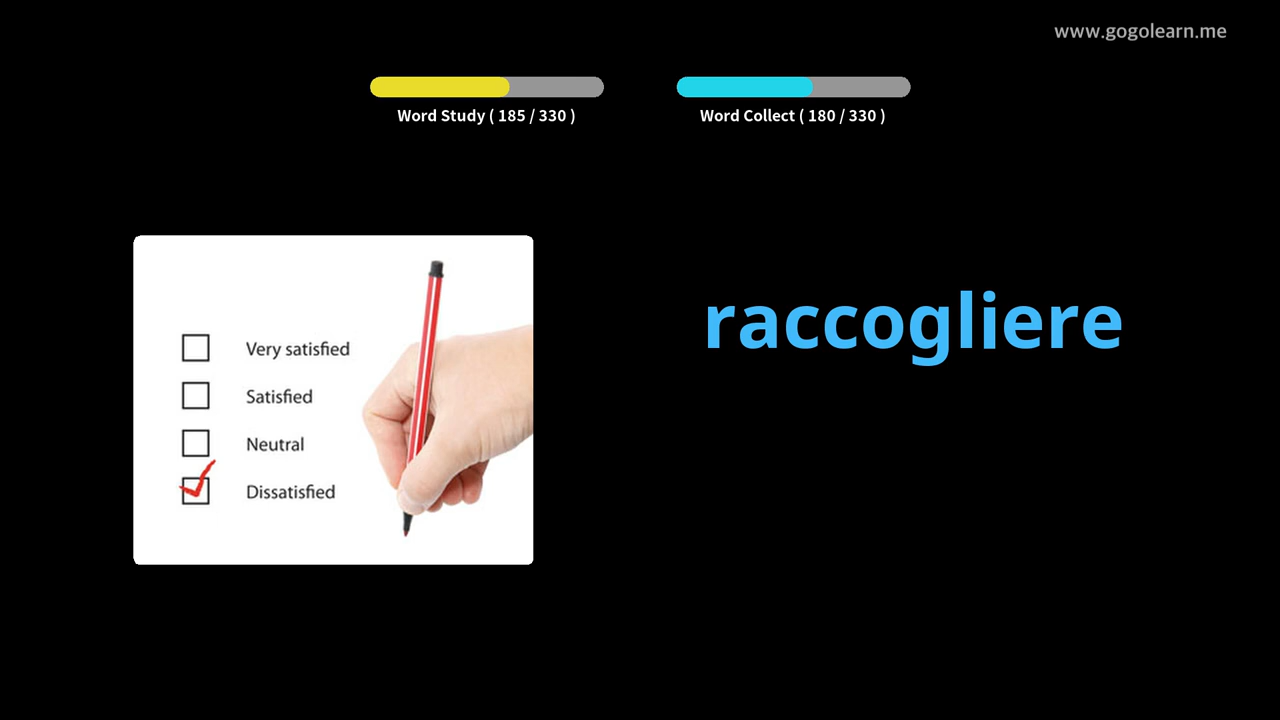 www.gogolearn.me
Word Study ( 185 / 330 )
Word Collect ( 180 / 330 )
raccogliere
Very satisfied
Satisfied
Neutral
Dissatisfied